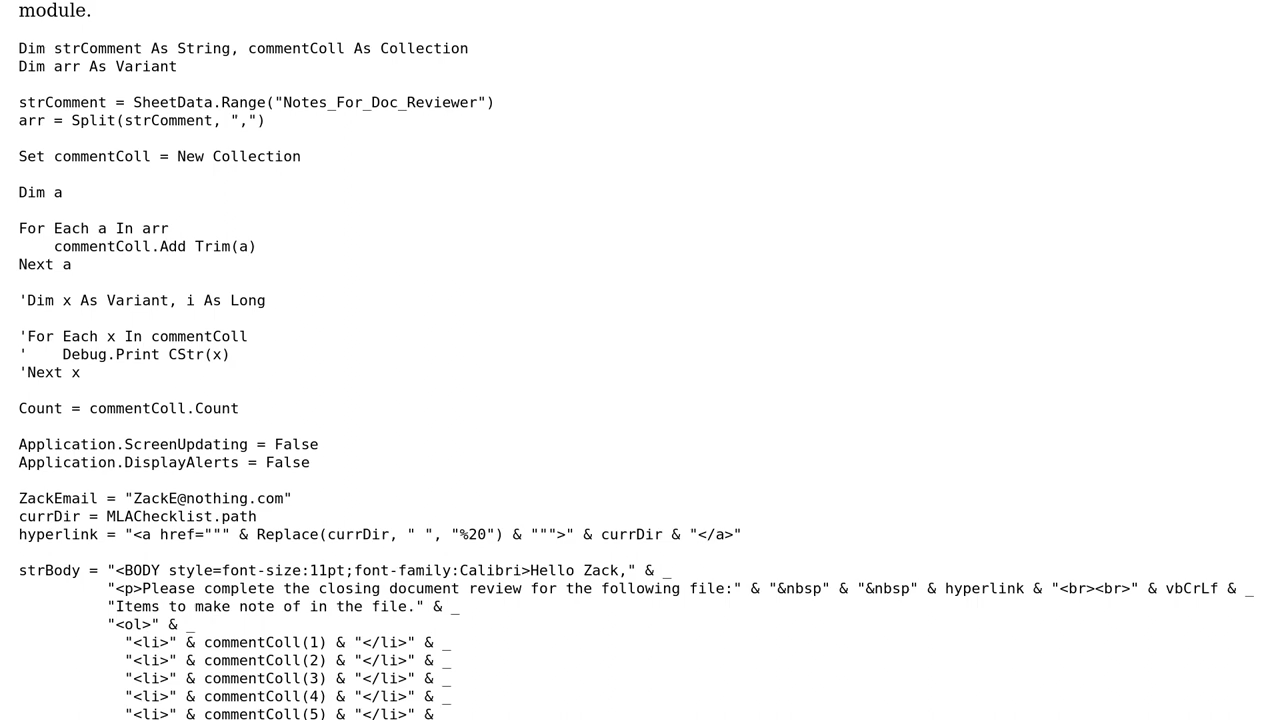 module.
Dim strComment As String, commentColl As Collection
Dim arr As Variant
strComment = SheetData.Range("Notes_For_Doc_Reviewer")
arr = Split(strComment, ",")
Set commentColl = New Collection
Dim a
For Each a In arr
    commentColl.Add Trim(a)
Next a
'Dim x As Variant, i As Long
'For Each x In commentColl
'    Debug.Print CStr(x)
'Next x
Count = commentColl.Count
Application.ScreenUpdating = False
Application.DisplayAlerts = False
ZackEmail = "ZackE@nothing.com"
currDir = MLAChecklist.path
hyperlink = "<a href=""" & Replace(currDir, " ", "%20") & """>" & currDir & "</a>"
strBody = "<BODY style=font-size:11pt;font-family:Calibri>Hello Zack," & _
          "<p>Please complete the closing document review for the following file:" & "&nbsp" & "&nbsp" & hyperlink & "<br><br>" & vbCrLf & _
          "Items to make note of in the file." & _
          "<ol>" & _
            "<li>" & commentColl(1) & "</li>" & _
            "<li>" & commentColl(2) & "</li>" & _
            "<li>" & commentColl(3) & "</li>" & _
            "<li>" & commentColl(4) & "</li>" & _
            "<li>" & commentColl(5) & "</li>" &